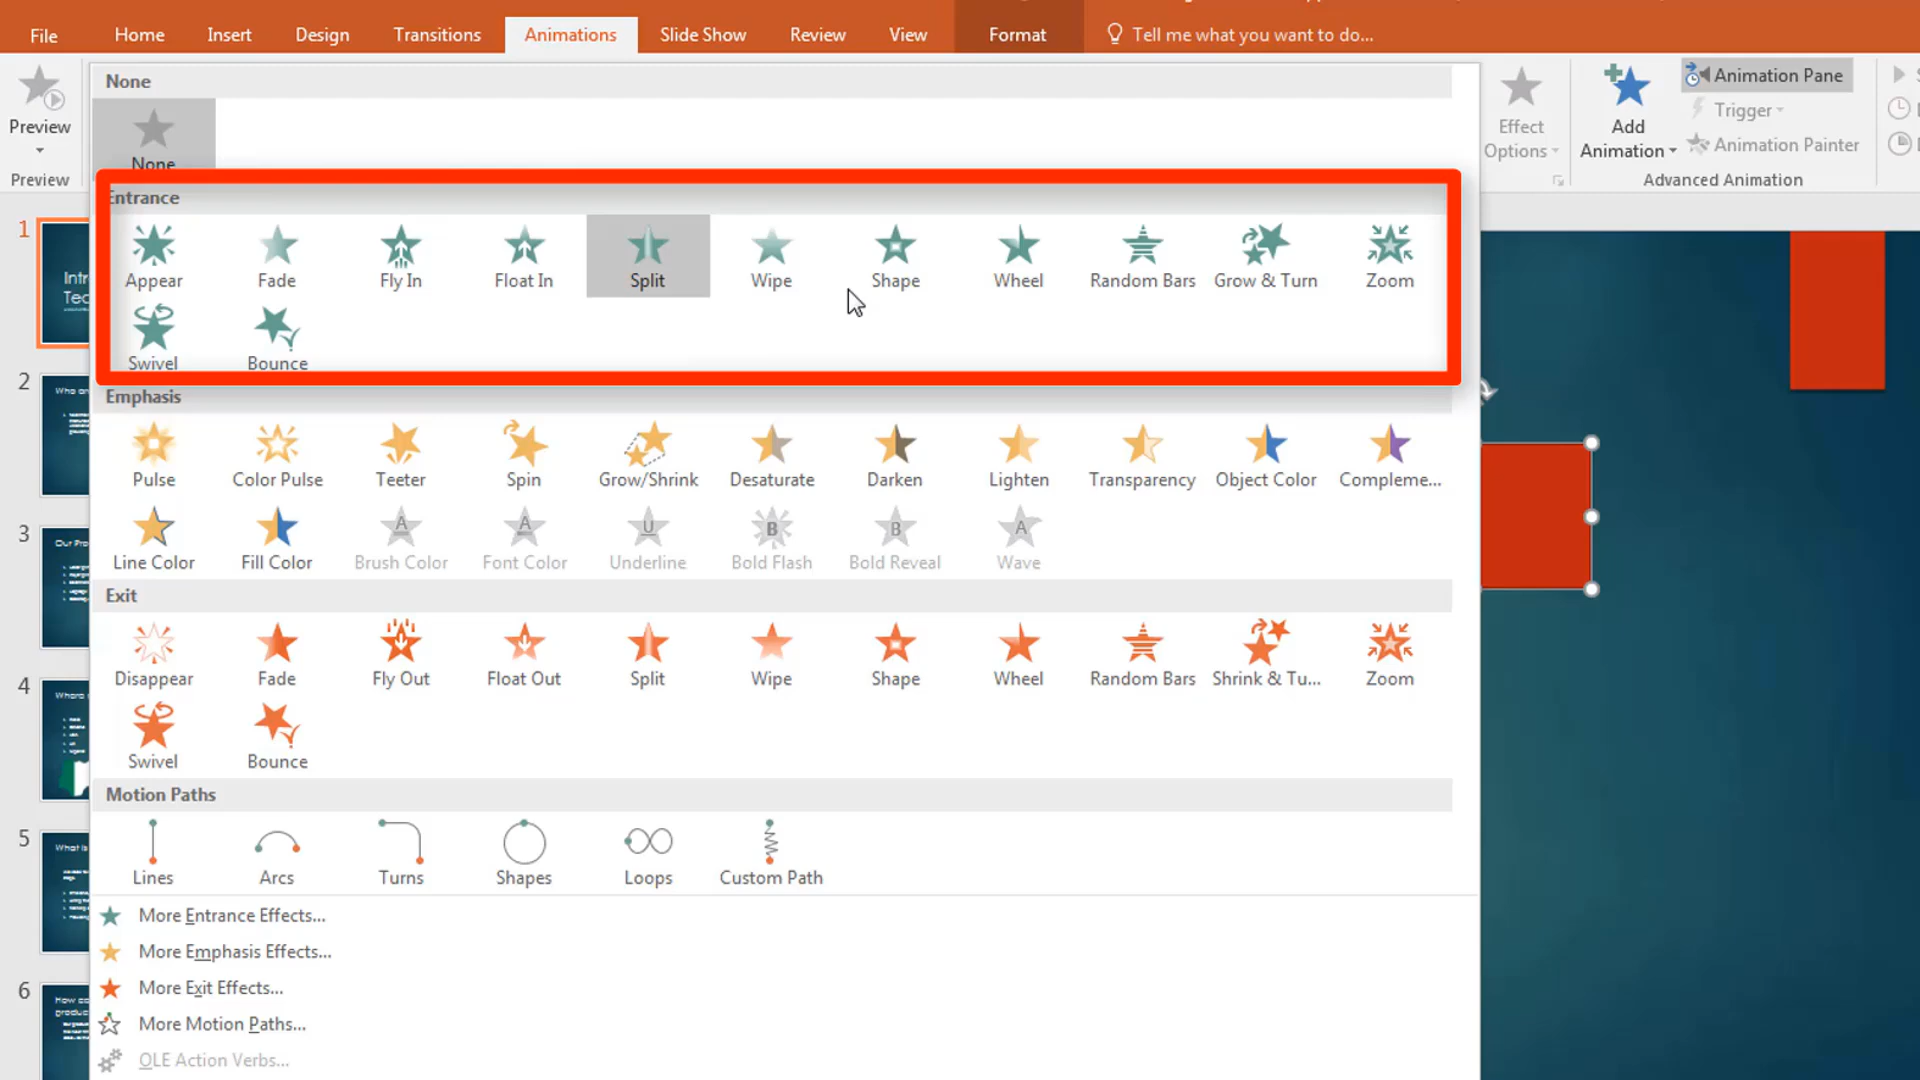 File Home Insert Design Transitions Animations Slide Show Review View Format Tell me what you want to do...
None
None
Preview
Preview
Effect Options
Add Animation
Animation Pane
Trigger
Animation Painter
Advanced Animation
Entrance
Appear Fade Fly In Float In Split Wipe Shape Wheel Random Bars Grow & Turn Zoom
Swivel Bounce
Emphasis
Pulse Color Pulse Teeter Spin Grow/Shrink Desaturate Darken Lighten Transparency Object Color Compleme...
Line Color Fill Color Brush Color Font Color Underline Bold Flash Bold Reveal Wave
Exit
Disappear Fade Fly Out Float Out Split Wipe Shape Wheel Random Bars Shrink & Tu... Zoom
Swivel Bounce
Motion Paths
Lines Arcs Turns Shapes Loops Custom Path
More Entrance Effects...
More Emphasis Effects...
More Exit Effects...
More Motion Paths...
OLE Action Verbs...
1
2
3
Our Pro
4
5
What is
6
How ca